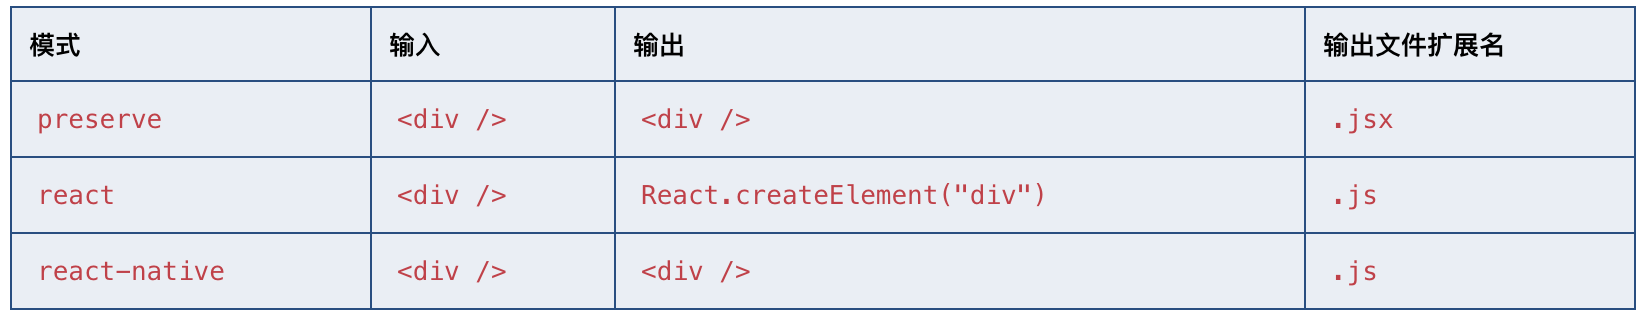 模式 输入 输出 输出文件扩展名
preserve <div /> <div /> .jsx
react <div /> React.createElement("div") .js
react-native <div /> <div /> .js